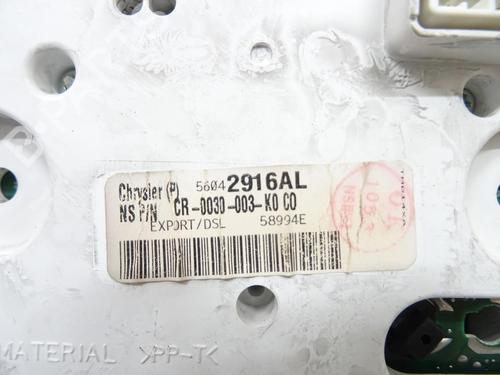 Chrysler (P) 56042916AL
NS P/N CR-0030-003-K0 C0
EXPORT/DSL 58994E
MATERIAL >PP-T<